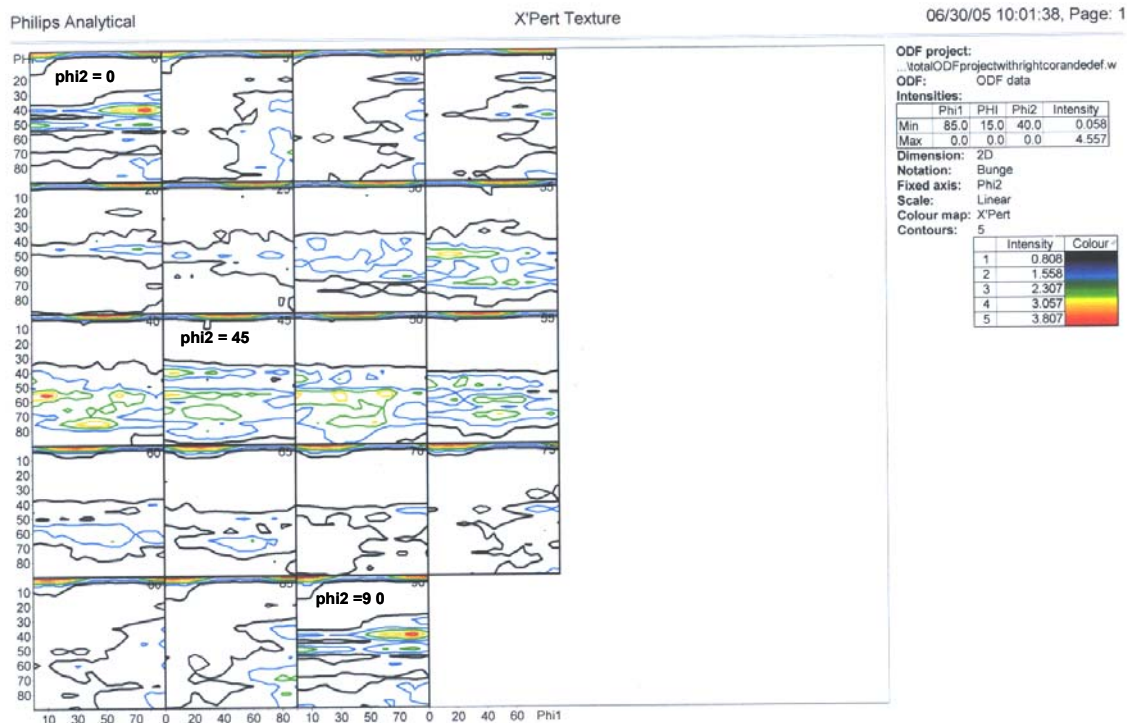 Philips Analytical
X'Pert Texture
06/30/05 10:01:38, Page: 1
ODF project:
...\totalODFprojectwithrightcorandedef.w
ODF: ODF data
Intensities:
Phi1 PHI Phi2 Intensity
Min 85.0 15.0 40.0 0.058
Max 0.0 0.0 0.0 4.557
Dimension: 2D
Notation: Bunge
Fixed axis: Phi2
Scale: Linear
Colour map: X'Pert
Contours: 5
Intensity Colour
1 0.808
2 1.558
3 2.307
4 3.057
5 3.807
phi2 = 0
20
30
40
50
60
70
80
10
20
30
40
50
60
70
80
phi2 = 45
10
20
30
40
50
60
70
80
10
20
30
40
50
60
70
80
phi2 =9 0
10
20
30
40
50
60
70
80
10 30 50 70 0 20 40 60 80 10 30 50 70 0 20 40 60 Phi1